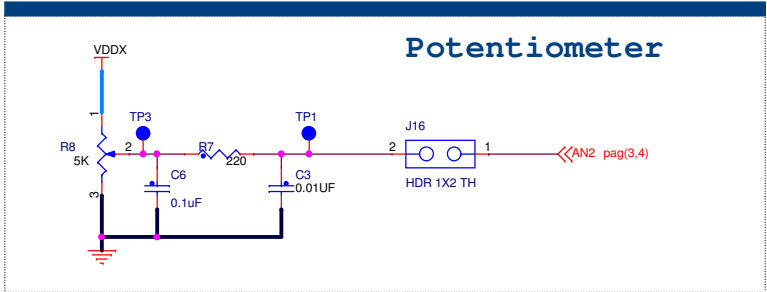 Potentiometer
VDDX
1
TP3
TP1
J16
R8
5K
2
R7
220
2
1
AN2 pag(3,4)
C6
0.1uF
C3
0.01UF
HDR 1X2 TH
3